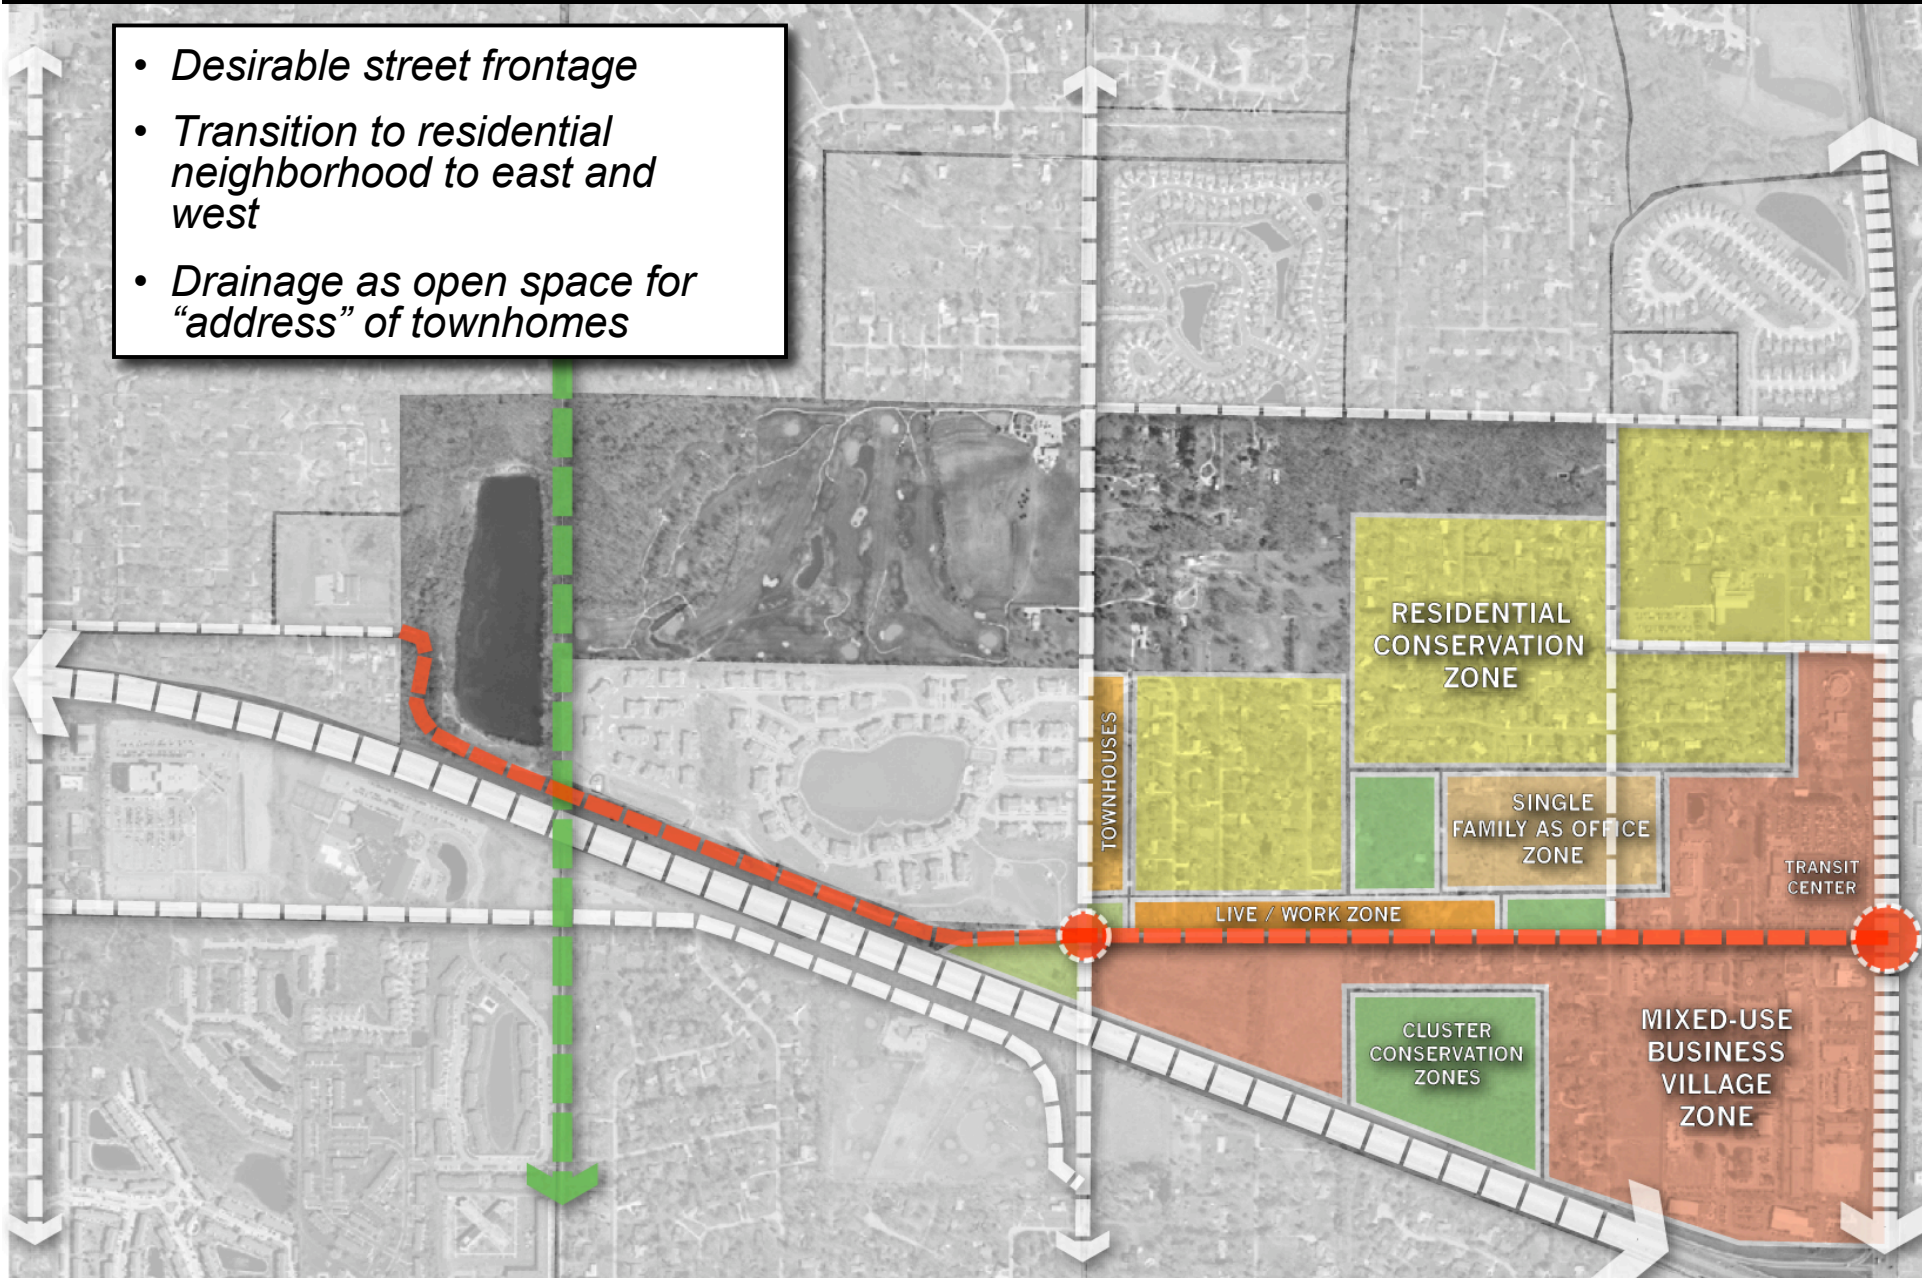 • Desirable street frontage
• Transition to residential
neighborhood to east and
west
• Drainage as open space for
“address” of townhomes
RESIDENTIAL
CONSERVATION
ZONE
TOWNHOUSES
SINGLE
FAMILY AS OFFICE
ZONE
TRANSIT
CENTER
LIVE / WORK ZONE
CLUSTER
CONSERVATION
ZONES
MIXED-USE
BUSINESS
VILLAGE
ZONE